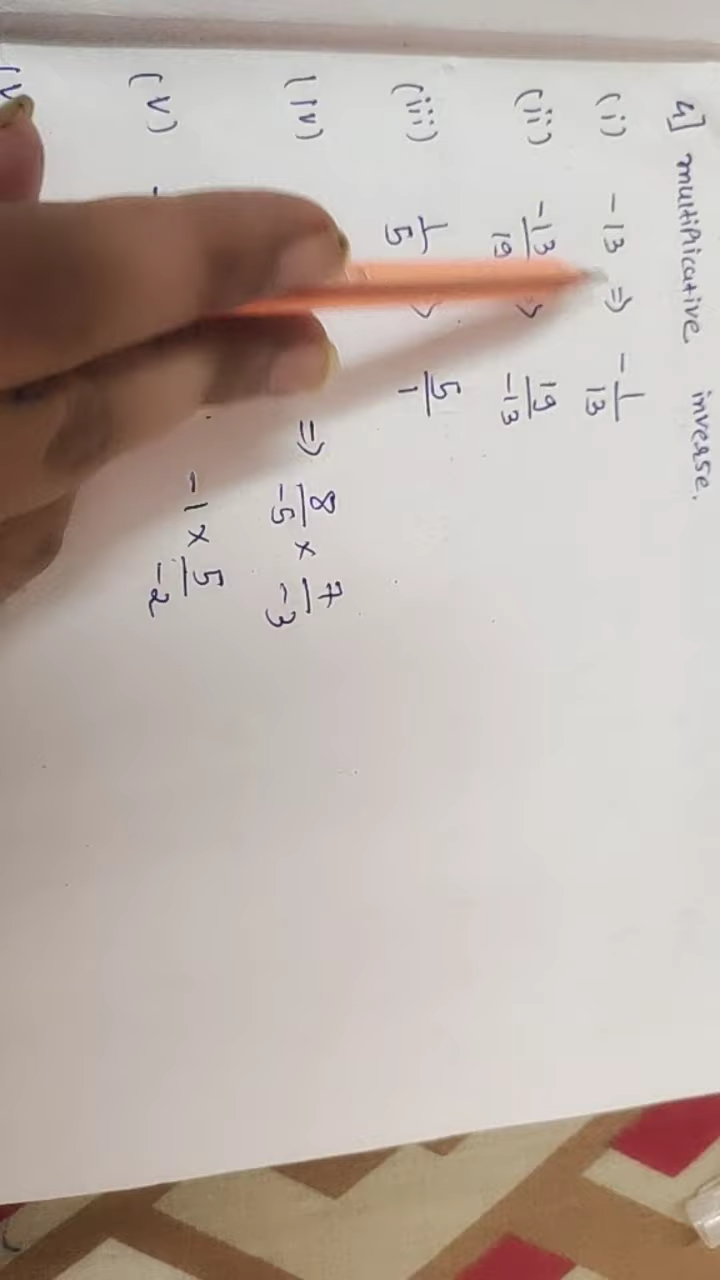 4] multiplicative inverse.
(i) -13 ⇒ -1/13
(ii) -13/19 ⇒ 19/-13
(iii) 1/5 ⇒ 5/1
(iv) ⇒ 8/-5 × 7/-3
(v) - -1 × 5/-2